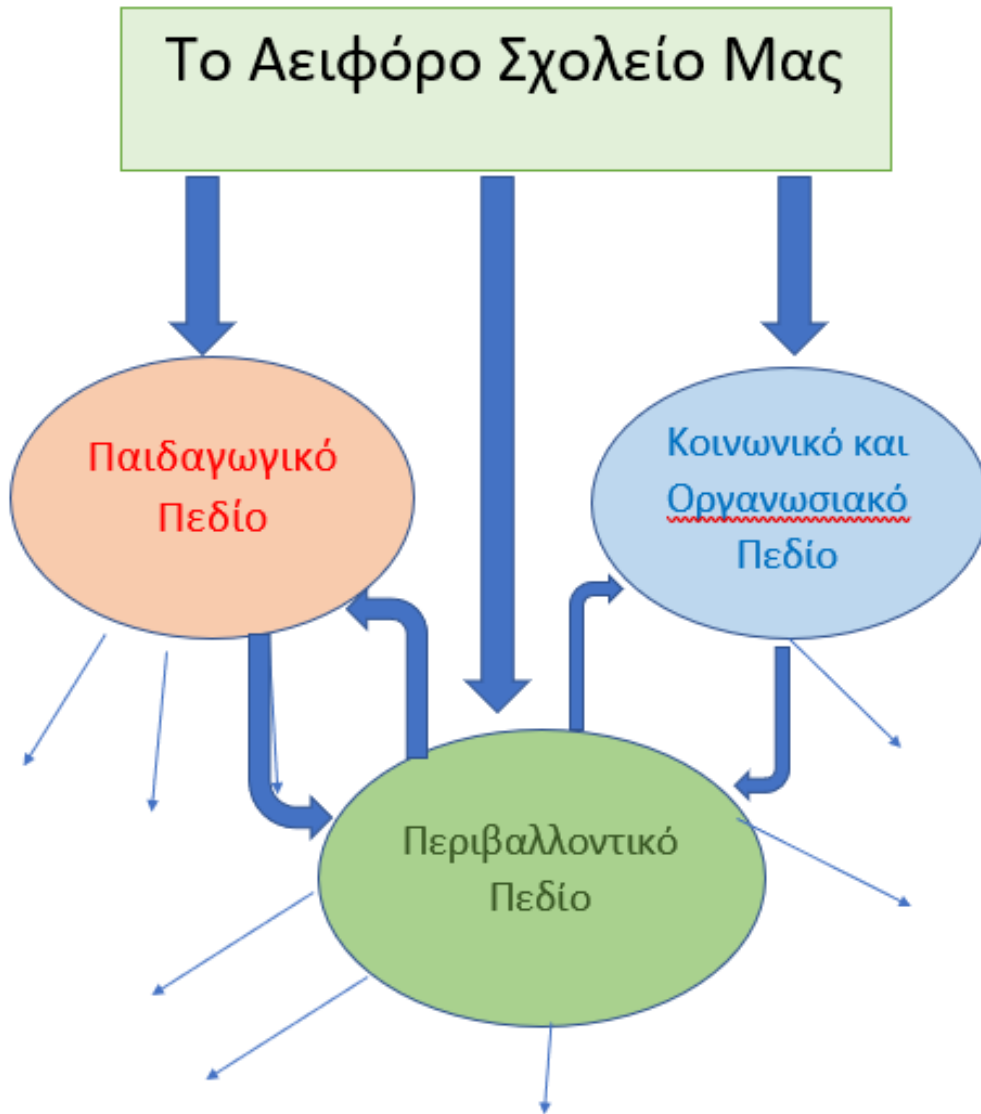 Το Αειφόρο Σχολείο Μας
Παιδαγωγικό
Πεδίο
Κοινωνικό και
Οργανωσιακό
Πεδίο
Περιβαλλοντικό
Πεδίο